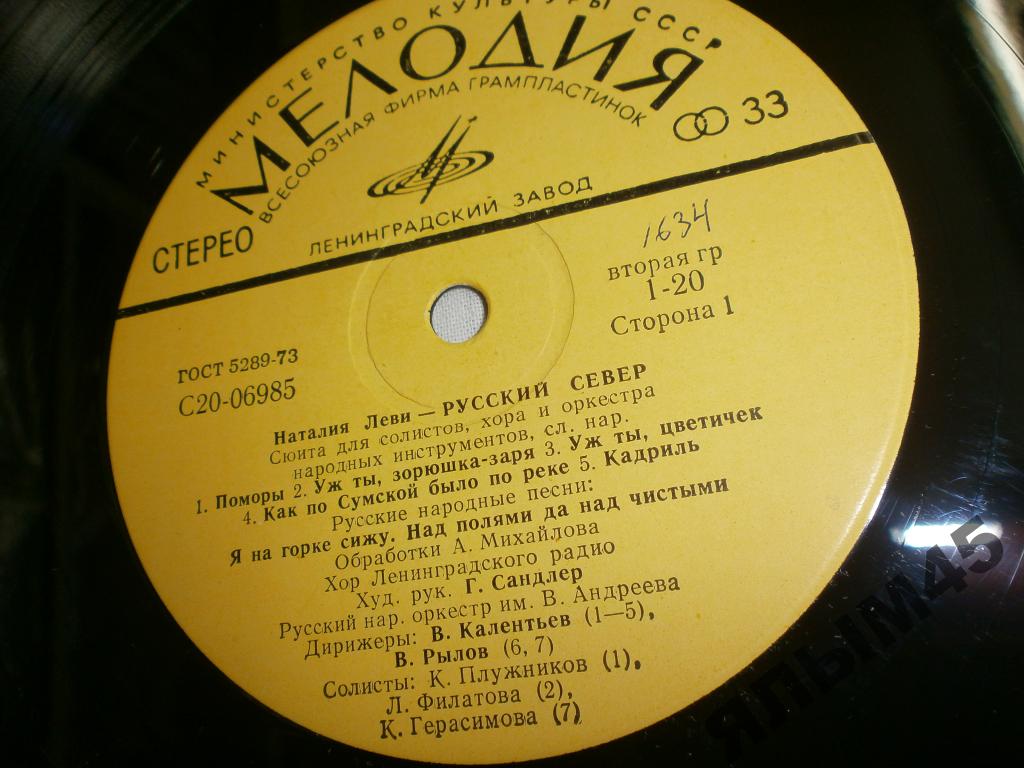 МИНИСТЕРСТВО КУЛЬТУРЫ СССР
МЕЛОДИЯ
ВСЕСОЮЗНАЯ ФИРМА ГРАМПЛАСТИНОК
33
ЛЕНИНГРАДСКИЙ ЗАВОД
СТЕРЕО
1634
вторая гр
1-20
Сторона 1
ГОСТ 5289-73
С20-06985
Наталия Леви — РУССКИЙ СЕВЕР
Сюита для солистов, хора и оркестра
народных инструментов, сл. нар.
1. Поморы 2. Уж ты, зорюшка-заря 3. Уж ты, цветичек
4. Как по Сумской было по реке 5. Кадриль
Русские народные песни:
Я на горке сижу. Над полями да над чистыми
Обработки А. Михайлова
Хор Ленинградского радио
Худ. рук. Г. Сандлер
Русский нар. оркестр им. В. Андреева
Дирижеры: В. Калентьев (1—5),
В. Рылов (6, 7)
Солисты: К. Плужников (1),
Л. Филатова (2),
К. Герасимова (7)
ЯЛЫМ45